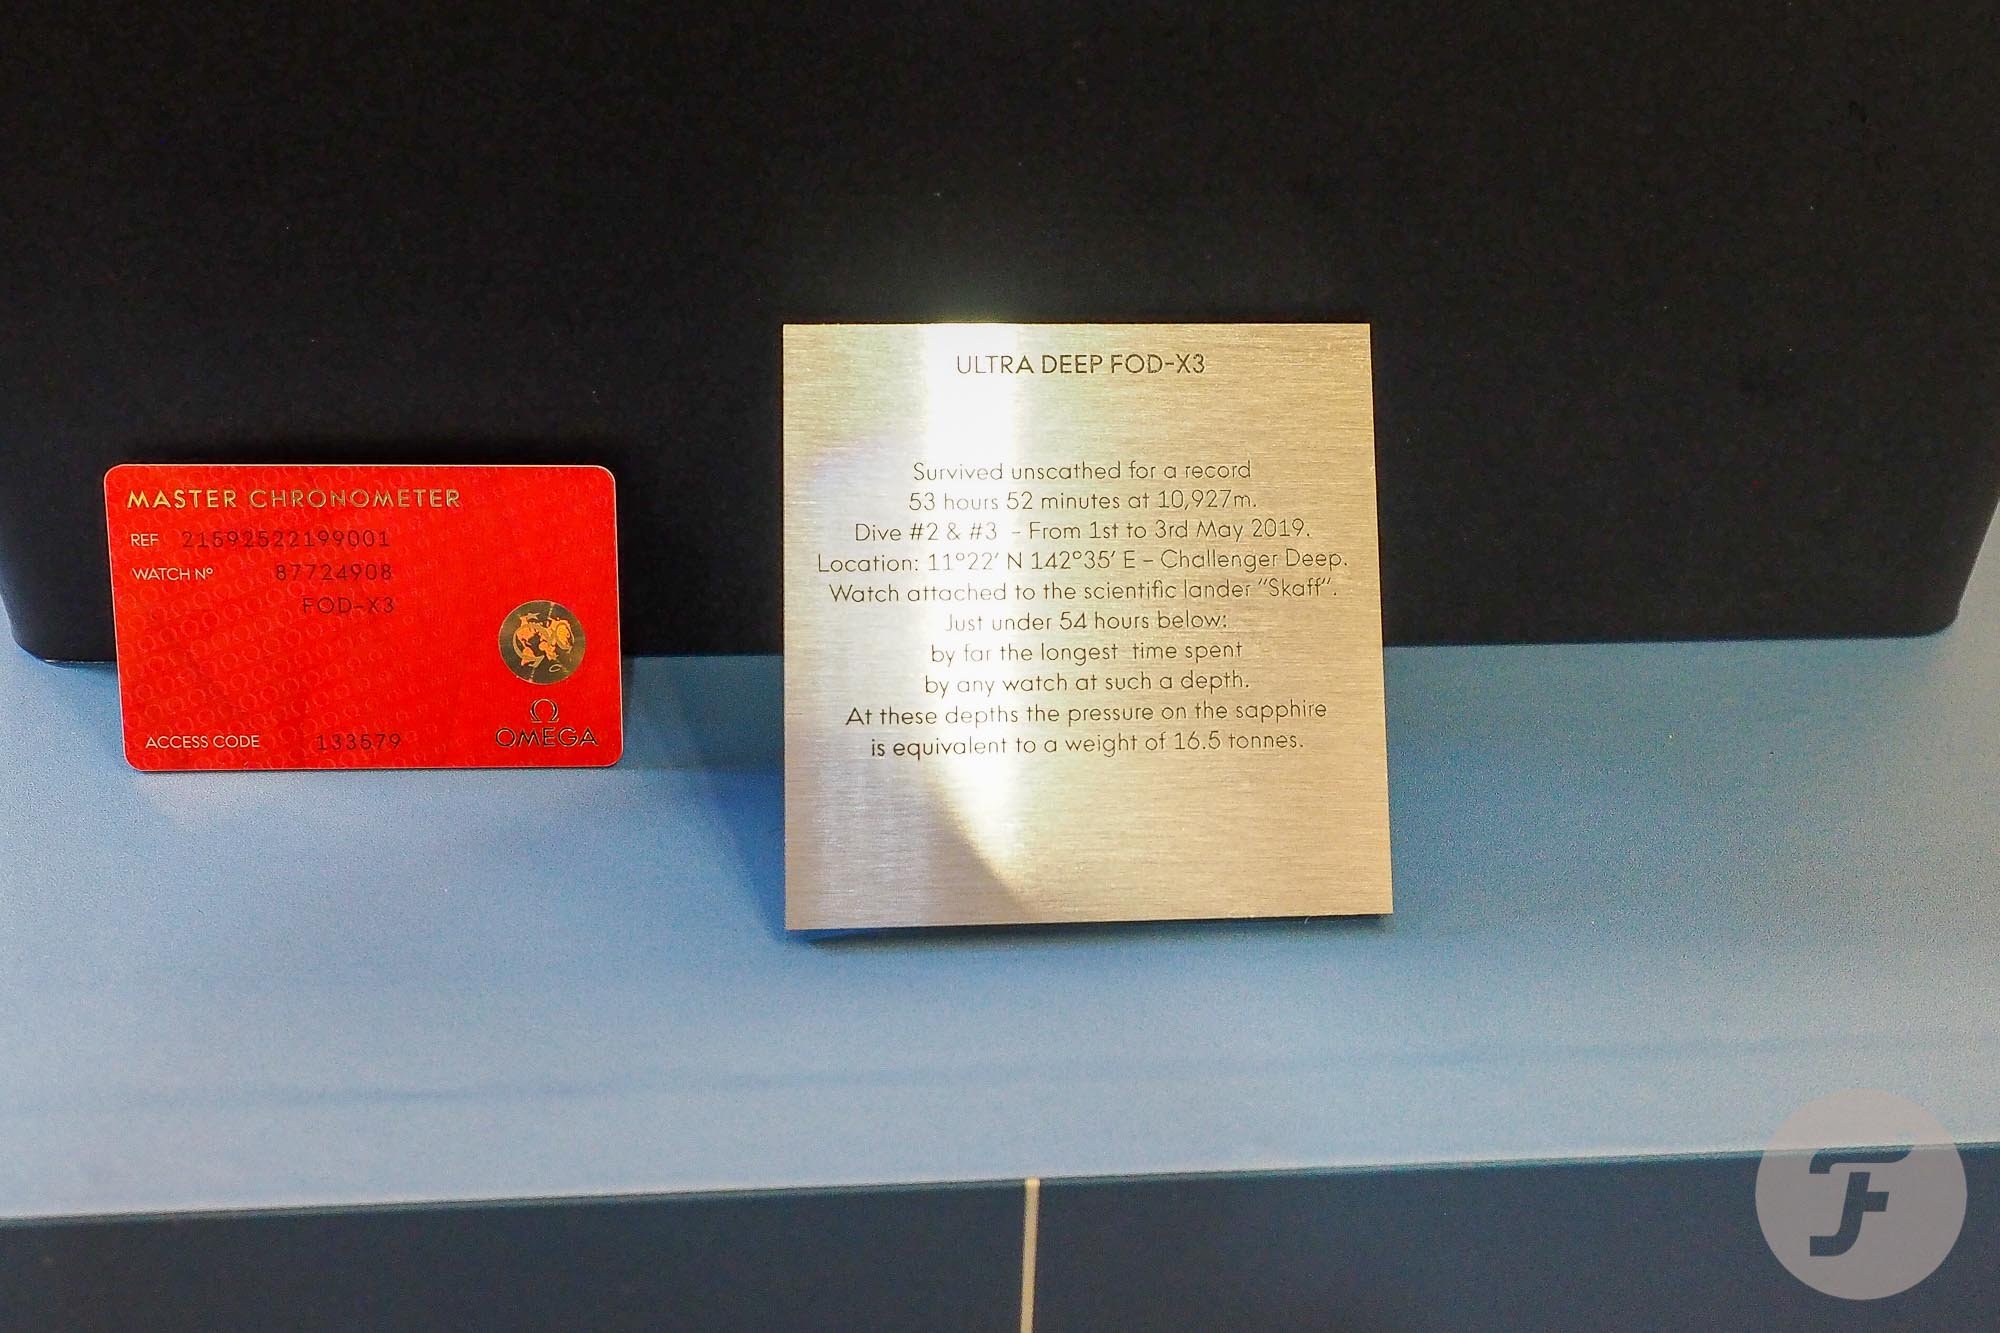 MASTER CHRONOMETER
REF 21592522199001
WATCH Nº 87724908
FOD-X3
Ω
OMEGA
ACCESS CODE 133579
ULTRA DEEP FOD-X3
Survived unscathed for a record
53 hours 52 minutes at 10,927m.
Dive #2 & #3 - From 1st to 3rd May 2019.
Location: 11°22′ N 142°35′ E - Challenger Deep.
Watch attached to the scientific lander "Skaff".
Just under 54 hours below:
by far the longest time spent
by any watch at such a depth.
At these depths the pressure on the sapphire
is equivalent to a weight of 16.5 tonnes.